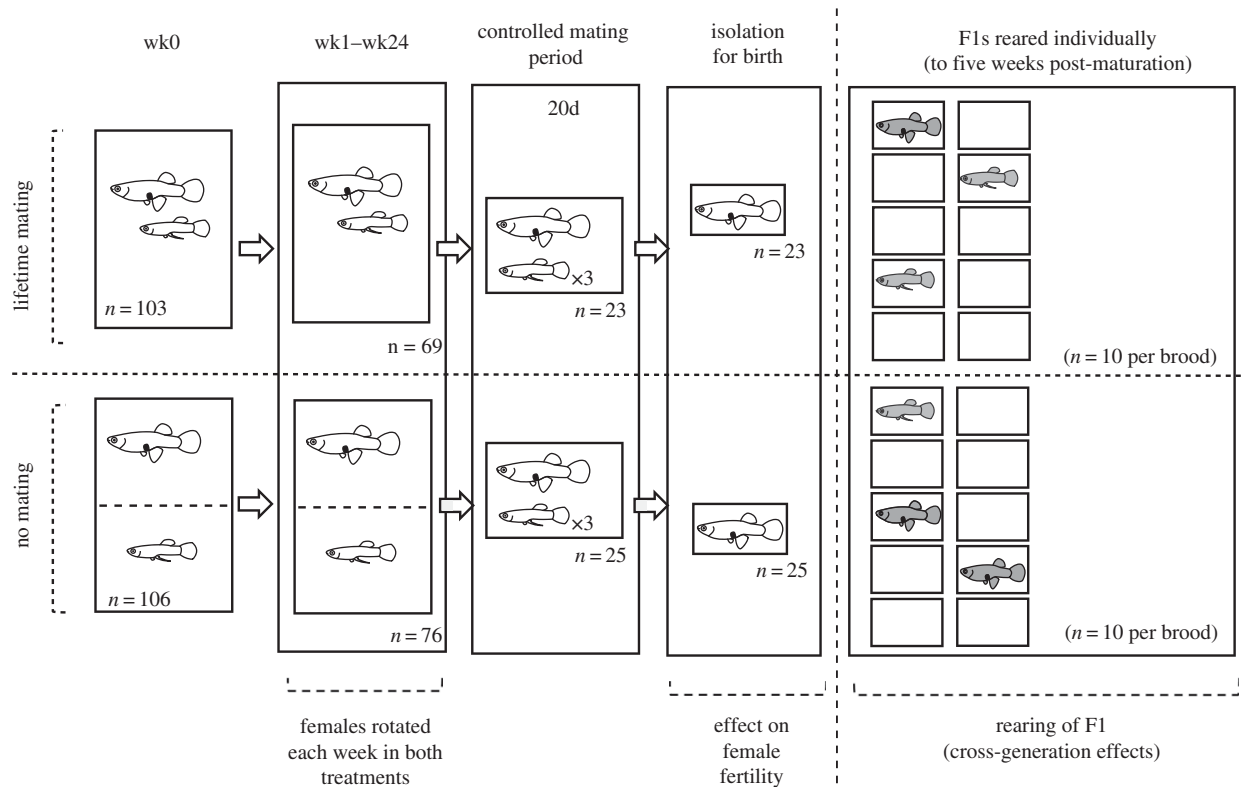 wk0
wk1–wk24
controlled mating
period
isolation
for birth
F1s reared individually
(to five weeks post-maturation)
lifetime mating
n = 103
n = 69
20d
×3
n = 23
n = 23
(n = 10 per brood)
no mating
n = 106
n = 76
×3
n = 25
n = 25
(n = 10 per brood)
females rotated
each week in both
treatments
effect on
female
fertility
rearing of F1
(cross-generation effects)